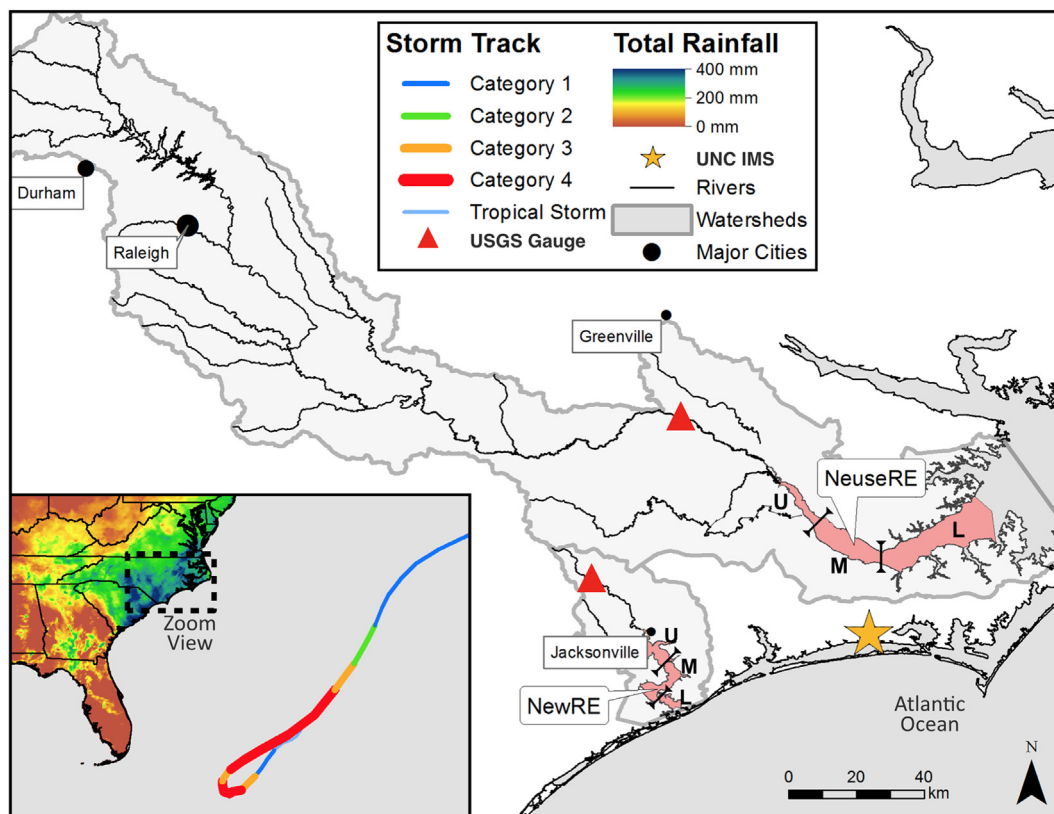 Storm Track
Category 1
Category 2
Category 3
Category 4
Tropical Storm
USGS Gauge
Total Rainfall
400 mm
200 mm
0 mm
UNC IMS
Rivers
Watersheds
Major Cities
Durham
Raleigh
Greenville
NeuseRE
U
M
L
Jacksonville
U
M
L
NewRE
Zoom
View
Atlantic
Ocean
N
0 20 40
km